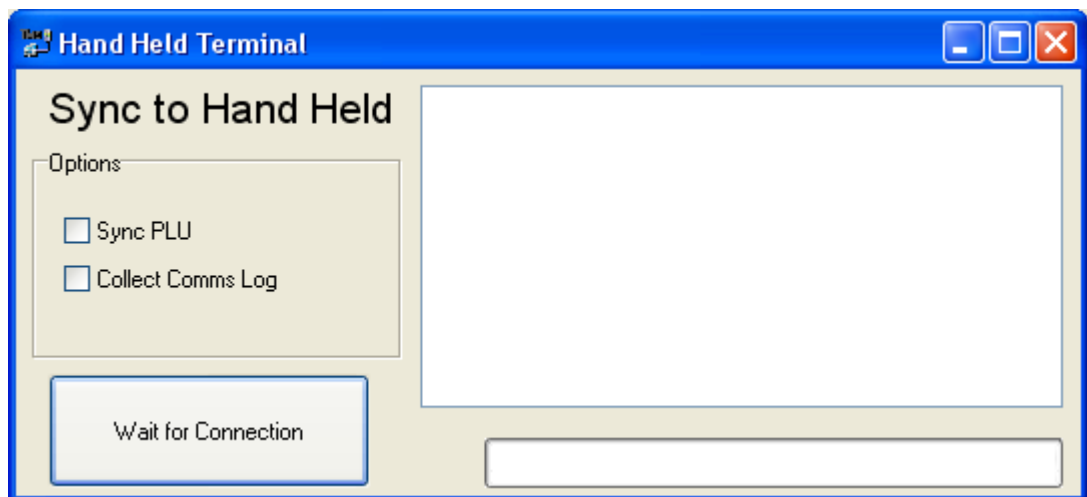 Hand Held Terminal
Sync to Hand Held
Options
Sync PLU
Collect Comms Log
Wait for Connection